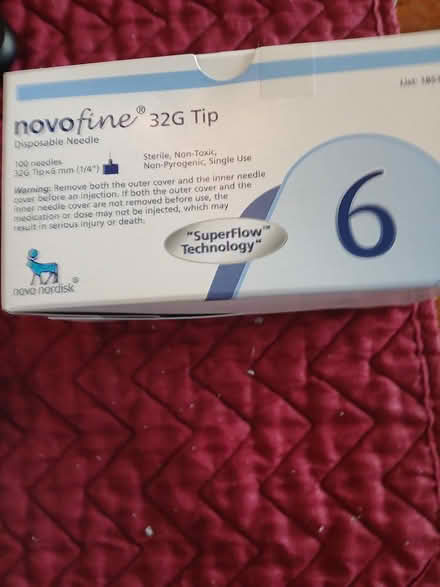 novofine® 32G Tip
Disposable Needle
100 needles
32G Tip x 6 mm (1/4")
Sterile, Non-Toxic,
Non-Pyrogenic, Single Use
Warning: Remove both the outer cover and the inner needle
cover before an injection. If both the outer cover and the
inner needle cover are not removed before use, the
medication or dose may not be injected, which may
result in serious injury or death.
"SuperFlow™
Technology"
6
novo nordisk®
List: